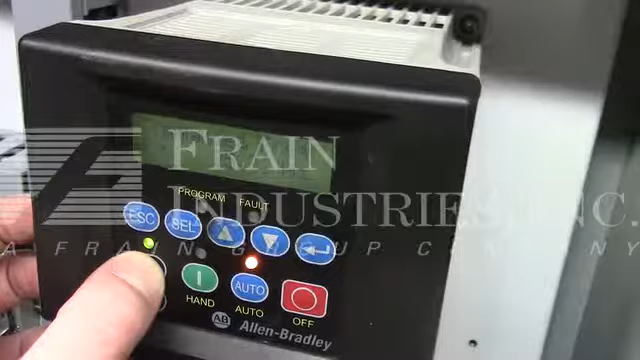 FRAIN
PROGRAM FAULT
INDUSTRIES, INC.
ESC SEL
A FRAIN GROUP COMPANY
AUTO
HAND AUTO OFF
AB Allen-Bradley